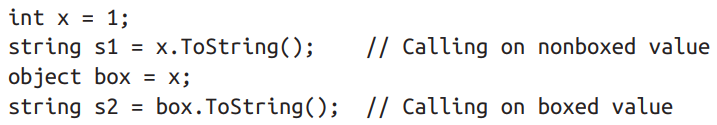 int x = 1;
string s1 = x.ToString();    // Calling on nonboxed value
object box = x;
string s2 = box.ToString();  // Calling on boxed value